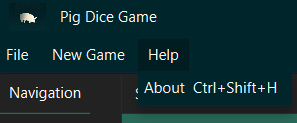 Pig Dice Game
File New Game Help
About Ctrl+Shift+H
Navigation